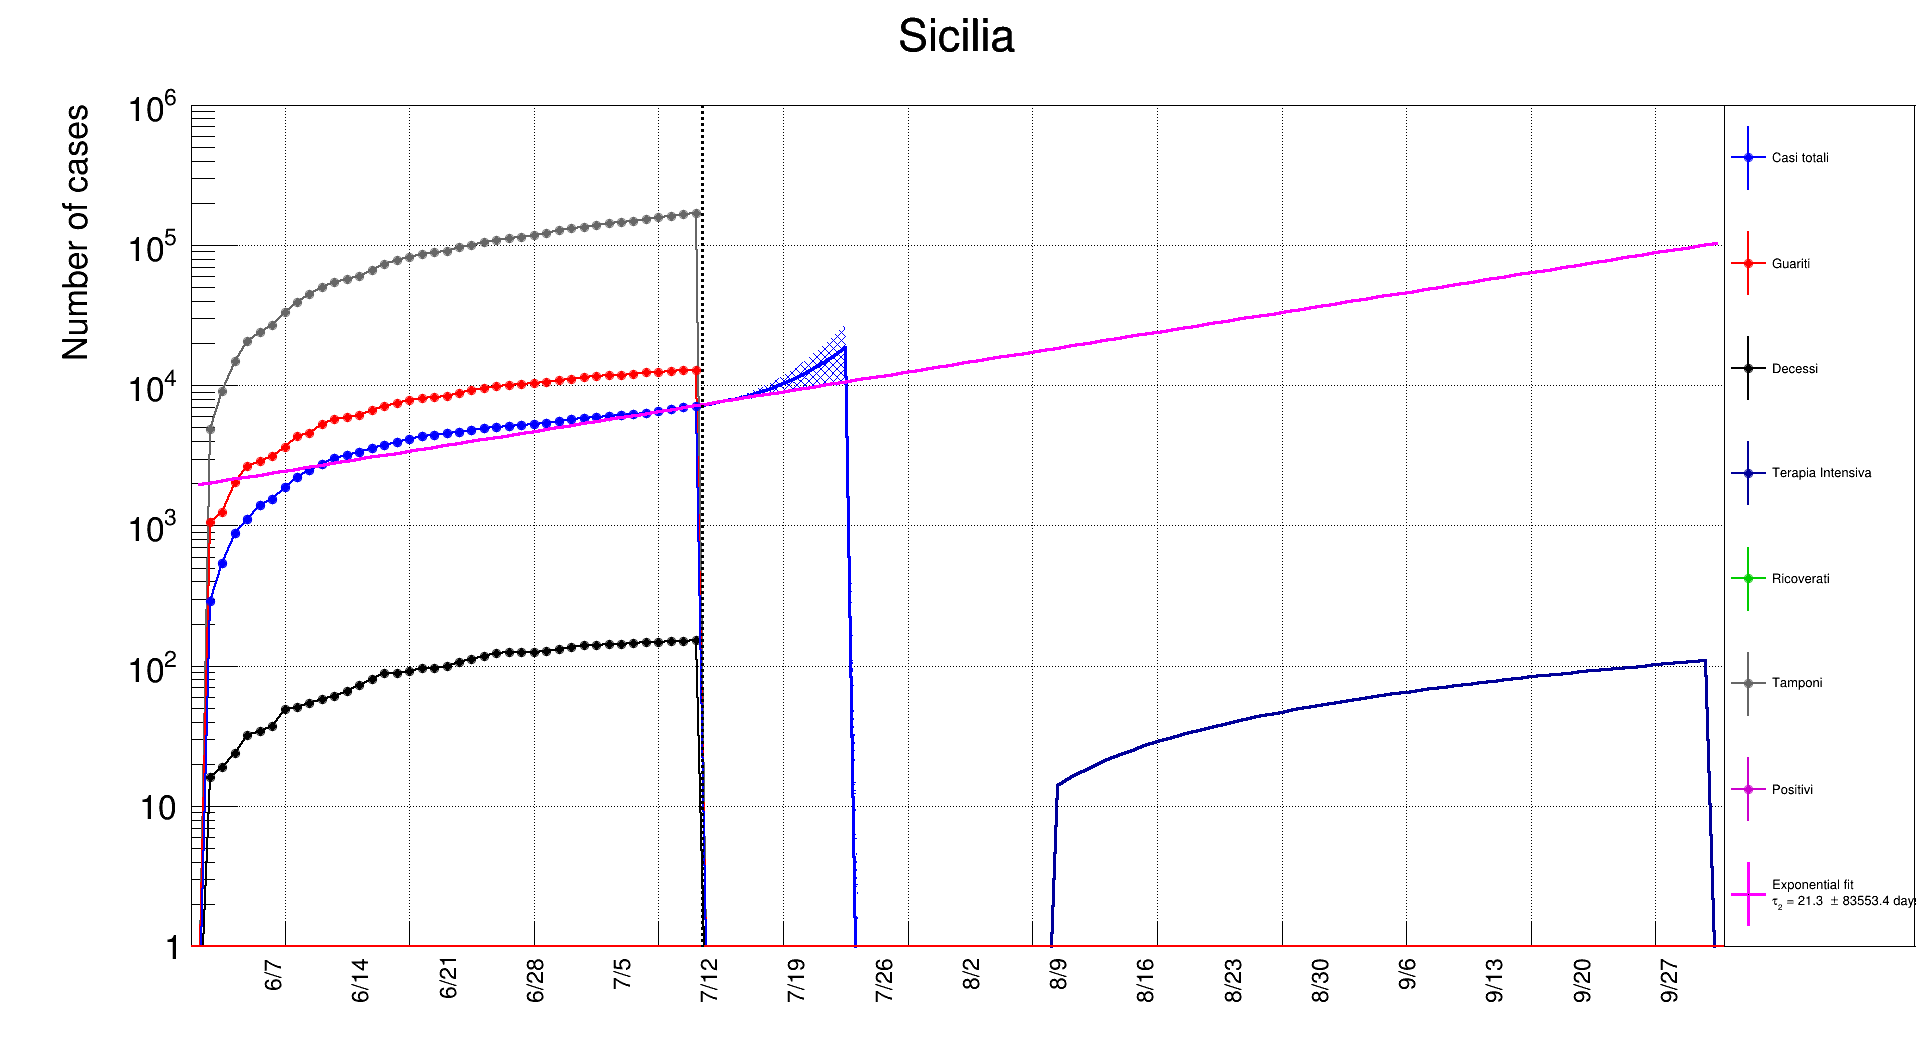 Sicilia
Number of cases
10^6
10^5
10^4
10^3
10^2
10
1
6/7
6/14
6/21
6/28
7/5
7/12
7/19
7/26
8/2
8/9
8/16
8/23
8/30
9/6
9/13
9/20
9/27
Casi totali
Guariti
Decessi
Terapia Intensiva
Ricoverati
Tamponi
Positivi
Exponential fit
τ_2 = 21.3 ± 83553.4 days